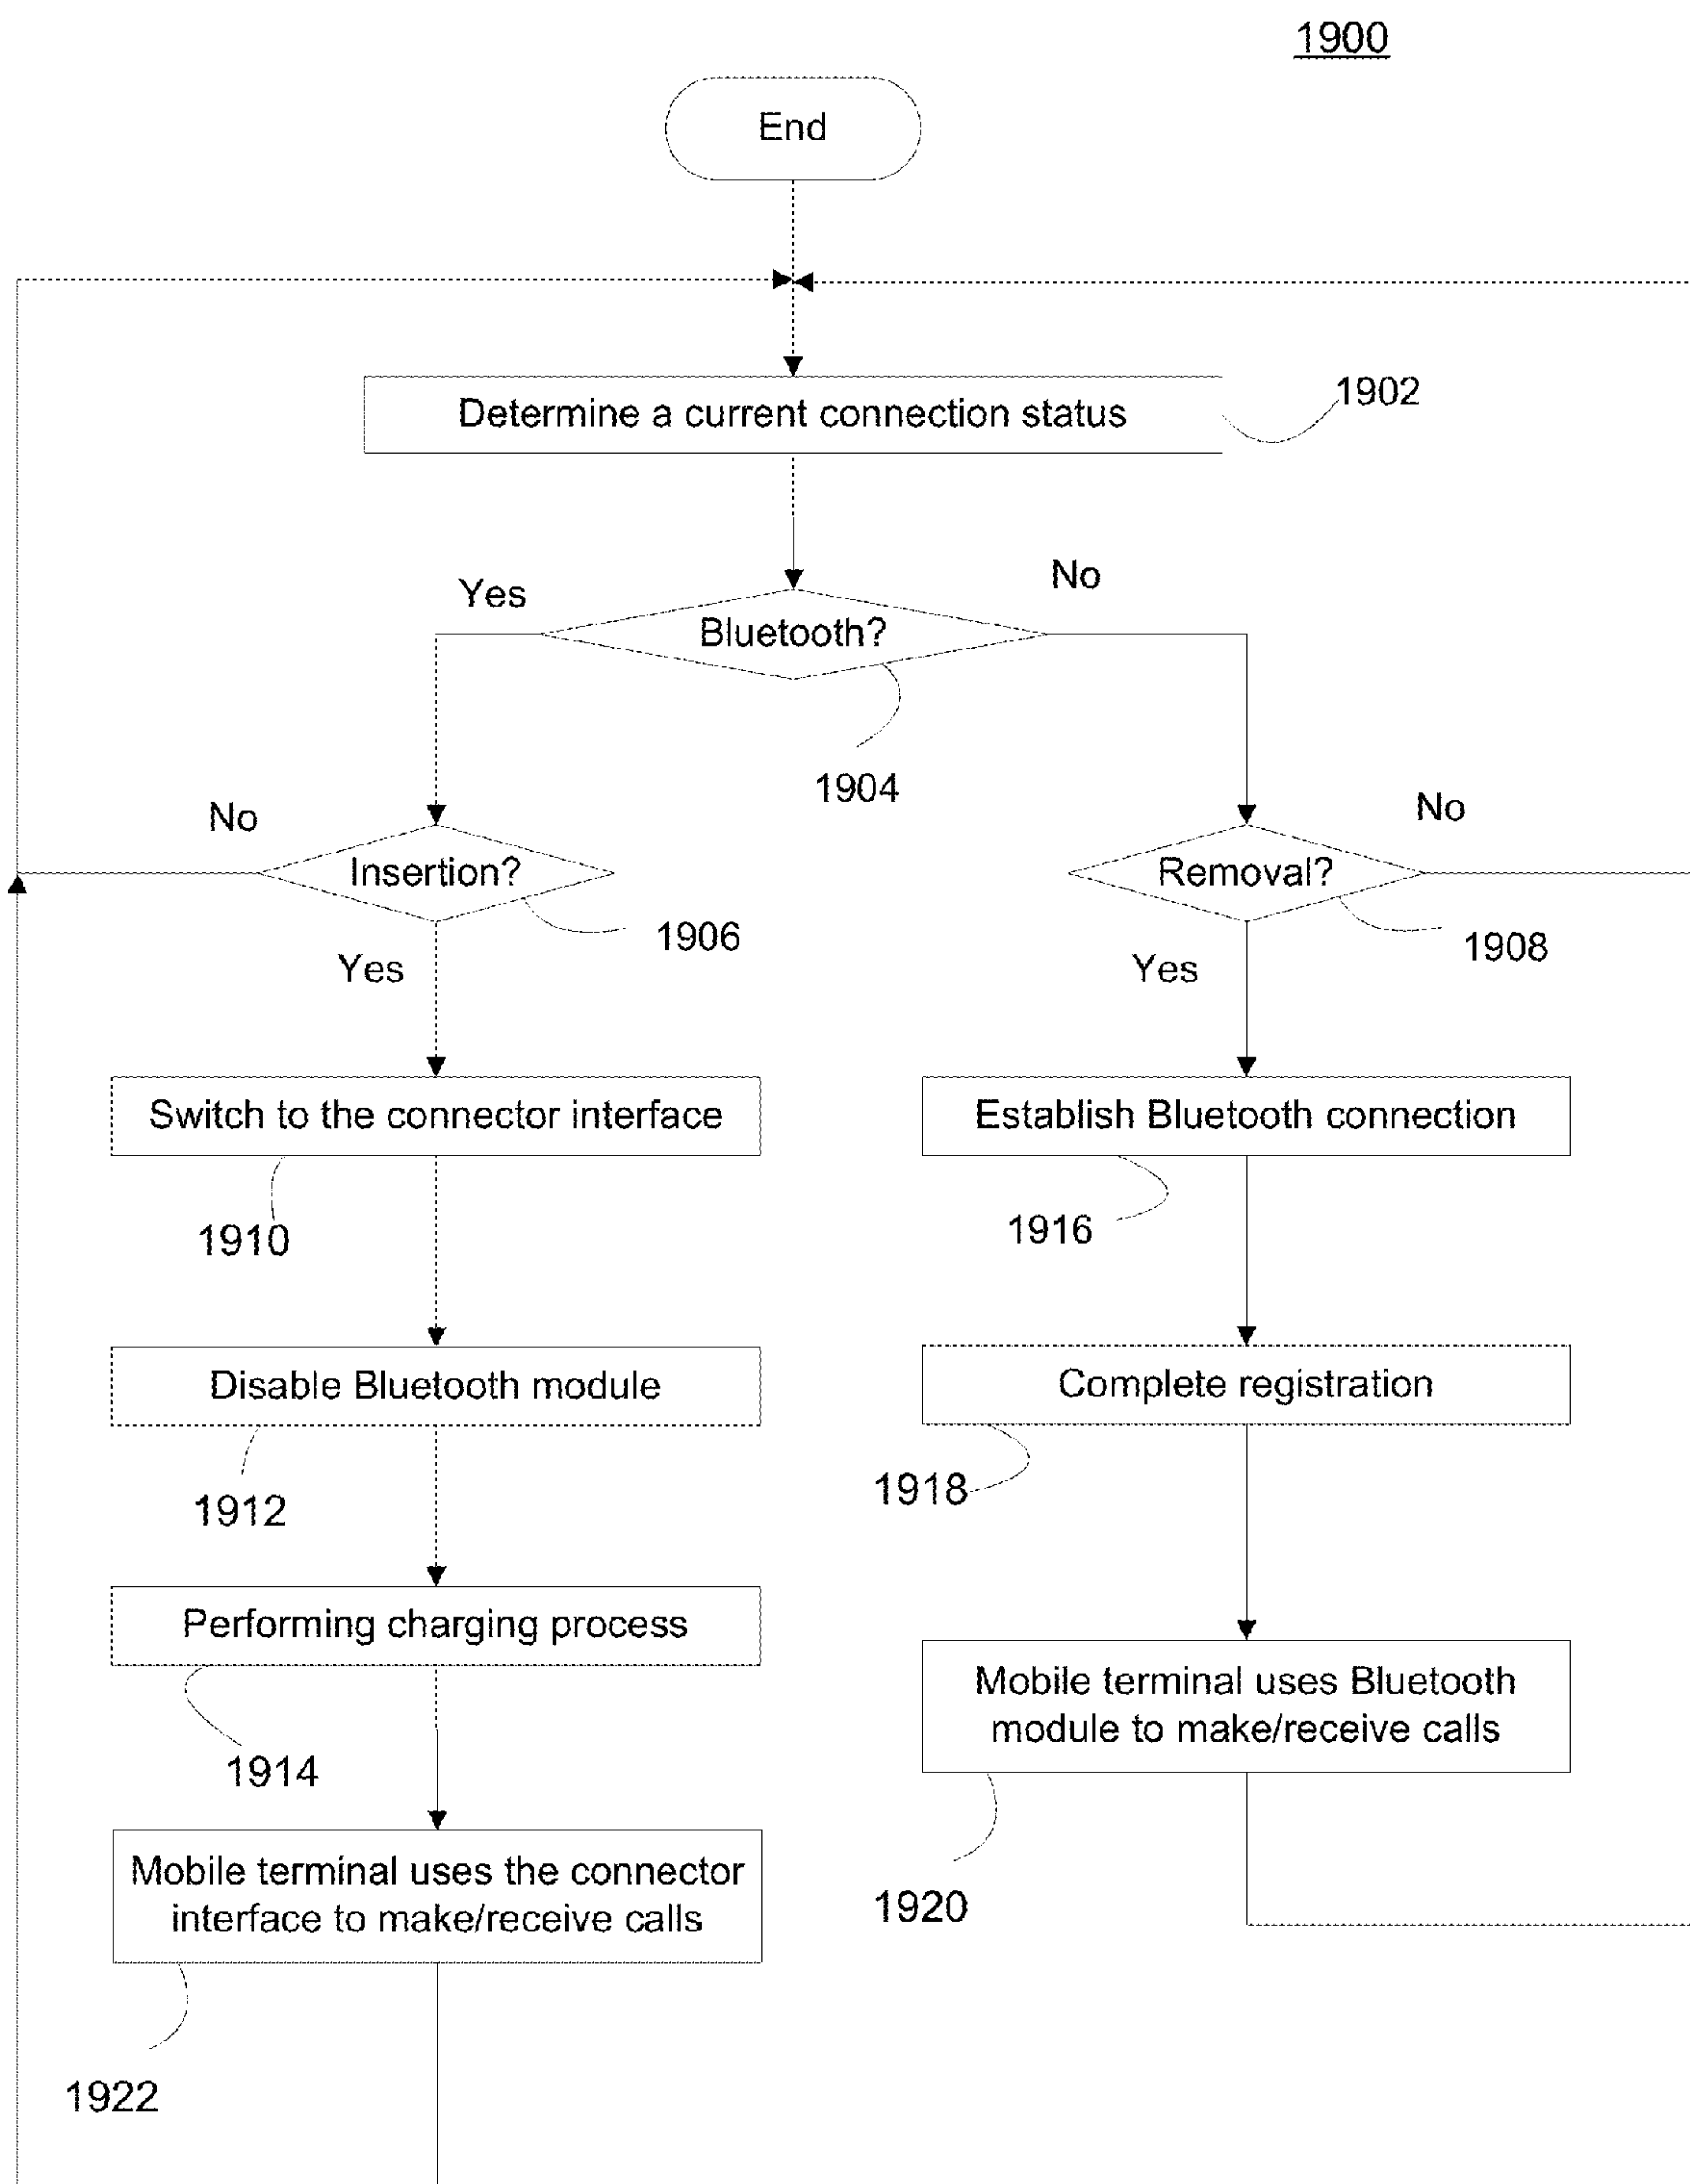 1900
End
Determine a current connection status
1902
Yes
No
Bluetooth?
1904
No
No
Insertion?
Removal?
1906
1908
Yes
Yes
Switch to the connector interface
Establish Bluetooth connection
1910
1916
Disable Bluetooth module
Complete registration
1912
1918
Performing charging process
Mobile terminal uses Bluetooth
module to make/receive calls
1914
Mobile terminal uses the connector
interface to make/receive calls
1920
1922